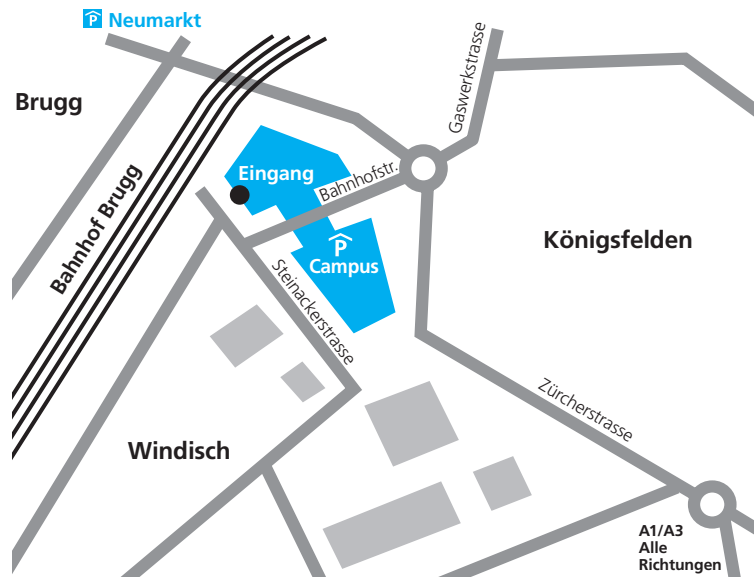 P Neumarkt
Gaswerkstrasse
Brugg
Bahnhof Brugg
Eingang
Bahnhofstr.
Königsfelden
P
Campus
Steinackerstrasse
Zürcherstrasse
Windisch
A1/A3
Alle
Richtungen